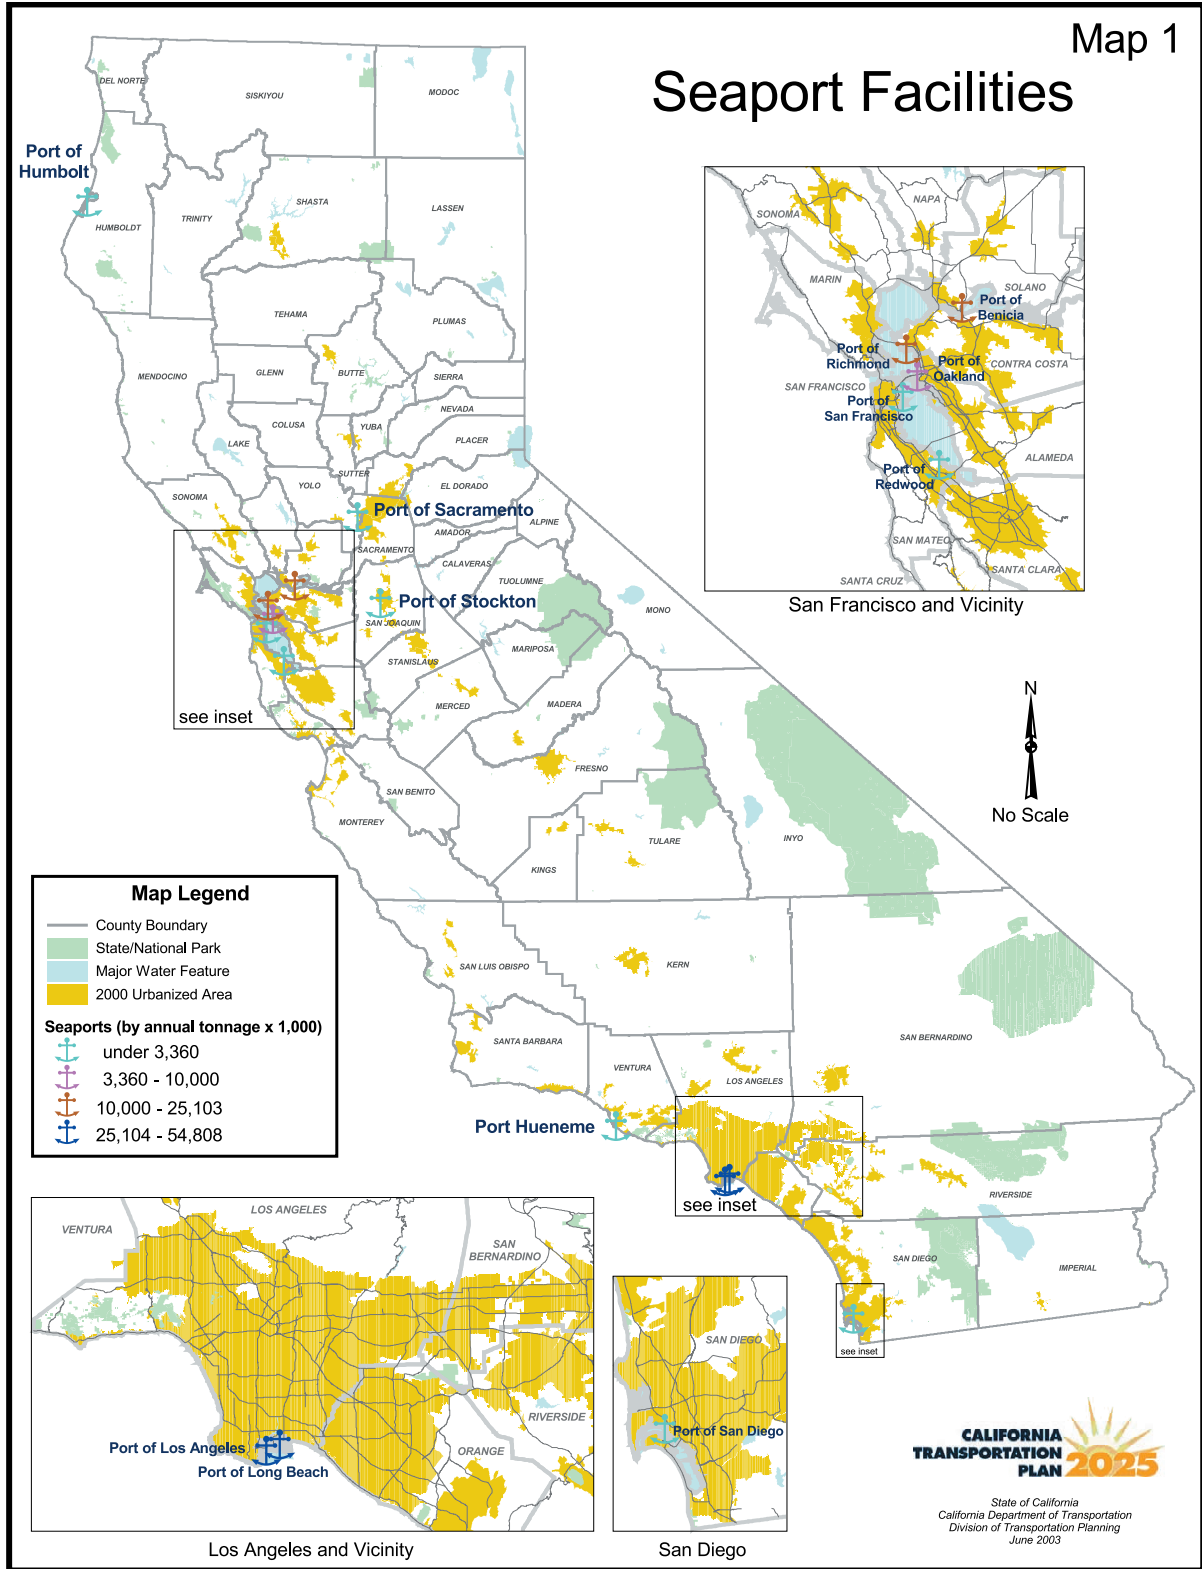 Map 1
Seaport Facilities
DEL NORTE
SISKIYOU
MODOC
Port of
Humbolt
HUMBOLDT
TRINITY
SHASTA
LASSEN
TEHAMA
PLUMAS
MENDOCINO
GLENN
BUTTE
SIERRA
NEVADA
COLUSA
YUBA
PLACER
LAKE
SUTTER
SONOMA
YOLO
EL DORADO
Port of Sacramento
ALPINE
AMADOR
SACRAMENTO
CALAVERAS
TUOLUMNE
Port of Stockton
MONO
SAN JOAQUIN
MARIPOSA
STANISLAUS
see inset
MERCED
MADERA
FRESNO
SAN BENITO
MONTEREY
TULARE
INYO
KINGS
SAN LUIS OBISPO
KERN
SAN BERNARDINO
SANTA BARBARA
VENTURA
LOS ANGELES
Port Hueneme
see inset
RIVERSIDE
SAN DIEGO
IMPERIAL
see inset
SONOMA
NAPA
MARIN
SOLANO
Port of
Benicia
Port of
Richmond
Port of
Oakland
CONTRA COSTA
SAN FRANCISCO
Port of
San Francisco
ALAMEDA
Port of
Redwood
SAN MATEO
SANTA CLARA
SANTA CRUZ
San Francisco and Vicinity
N
No Scale
Map Legend
County Boundary
State/National Park
Major Water Feature
2000 Urbanized Area
Seaports (by annual tonnage x 1,000)
under 3,360
3,360 - 10,000
10,000 - 25,103
25,104 - 54,808
VENTURA
LOS ANGELES
SAN
BERNARDINO
RIVERSIDE
ORANGE
Port of Los Angeles
Port of Long Beach
Los Angeles and Vicinity
SAN DIEGO
Port of San Diego
San Diego
CALIFORNIA
TRANSPORTATION
PLAN 2025
State of California
California Department of Transportation
Division of Transportation Planning
June 2003